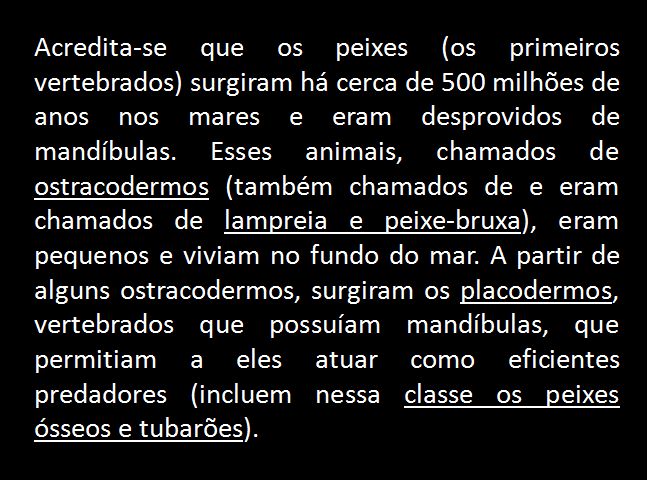 Acredita-se que os peixes (os primeiros
vertebrados) surgiram há cerca de 500 milhões de
anos nos mares e eram desprovidos de
mandíbulas. Esses animais, chamados de
ostracodermos (também chamados de e eram
chamados de lampreia e peixe-bruxa), eram
pequenos e viviam no fundo do mar. A partir de
alguns ostracodermos, surgiram os placodermos,
vertebrados que possuíam mandíbulas, que
permitiam a eles atuar como eficientes
predadores (incluem nessa classe os peixes
ósseos e tubarões).